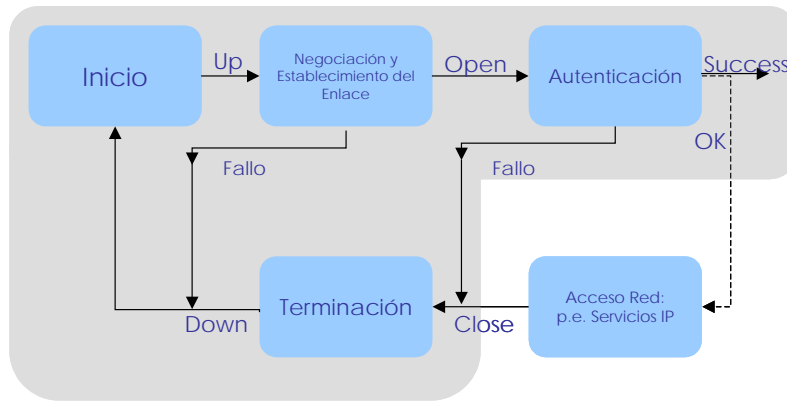 Inicio
Up
Negociación y
Establecimiento del
Enlace
Open
Autenticación
Success
OK
Fallo
Fallo
Terminación
Down
Close
Acceso Red:
p.e. Servicios IP